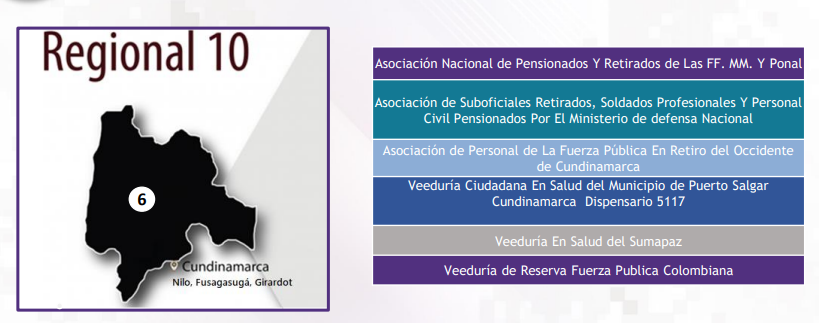 Regional 10
6
Cundinamarca
Nilo, Fusagasugá, Girardot
Asociación Nacional de Pensionados Y Retirados de Las FF. MM. Y Ponal
Asociación de Suboficiales Retirados, Soldados Profesionales Y Personal
Civil Pensionados Por El Ministerio de defensa Nacional
Asociación de Personal de La Fuerza Pública En Retiro del Occidente
de Cundinamarca
Veeduría Ciudadana En Salud del Municipio de Puerto Salgar
Cundinamarca Dispensario 5117
Veeduría En Salud del Sumapaz
Veeduría de Reserva Fuerza Publica Colombiana